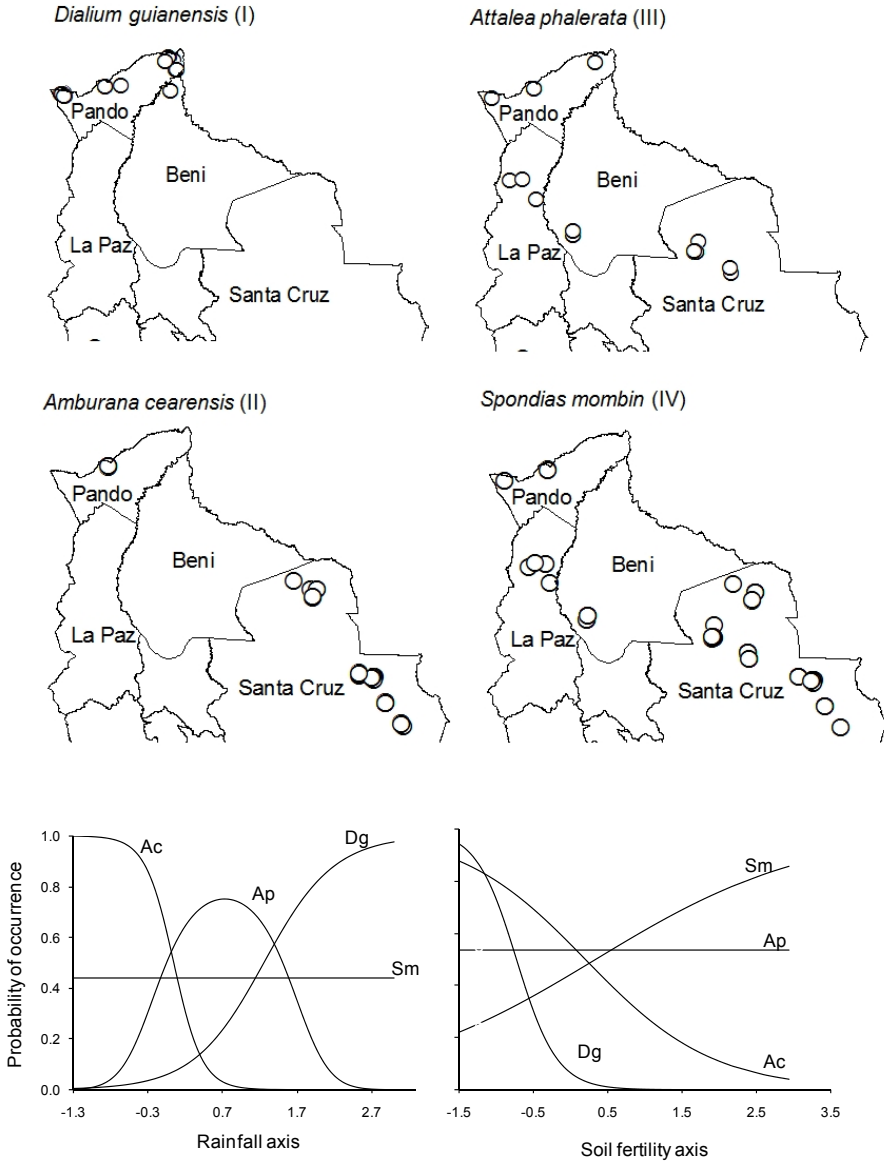 Dialium guianensis (I)
Attalea phalerata (III)
Pando
Beni
La Paz
Santa Cruz
Pando
Beni
La Paz
Santa Cruz
Amburana cearensis (II)
Spondias mombin (IV)
Pando
Beni
La Paz
Santa Cruz
Pando
Beni
La Paz
Santa Cruz
Probability of occurrence
1.0
0.8
0.6
0.4
0.2
0.0
Ac
Dg
Ap
Sm
-1.3 -0.3 0.7 1.7 2.7
Rainfall axis
Sm
Ap
Dg
Ac
-1.5 -0.5 0.5 1.5 2.5 3.5
Soil fertility axis